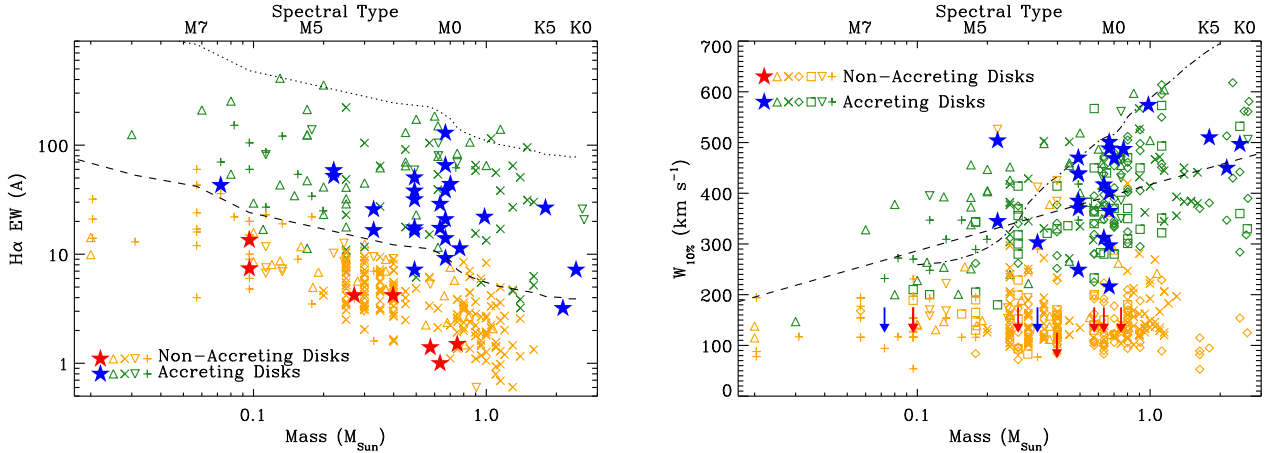 Spectral Type
M7 M5 M0 K5 K0
100
10
1
Hα EW (A)
Non-Accreting Disks
Accreting Disks
0.1 1.0
Mass (M_Sun)
Spectral Type
M7 M5 M0 K5 K0
700
600
500
400
300
200
100
0
W_10% (km s^-1)
Non-Accreting Disks
Accreting Disks
0.1 1.0
Mass (M_Sun)